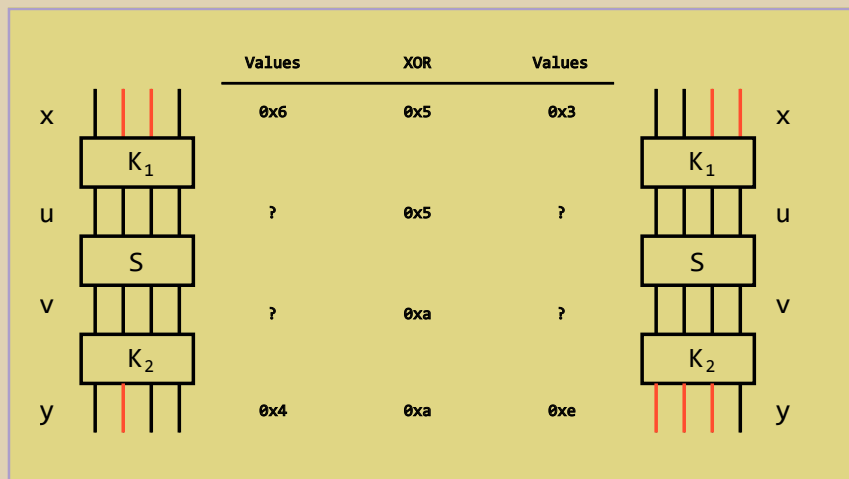 Values XOR Values
x 0x6 0x5 0x3 x
K1 K1
u ? 0x5 ? u
S S
v ? 0xa ? v
K2 K2
y 0x4 0xa 0xe y